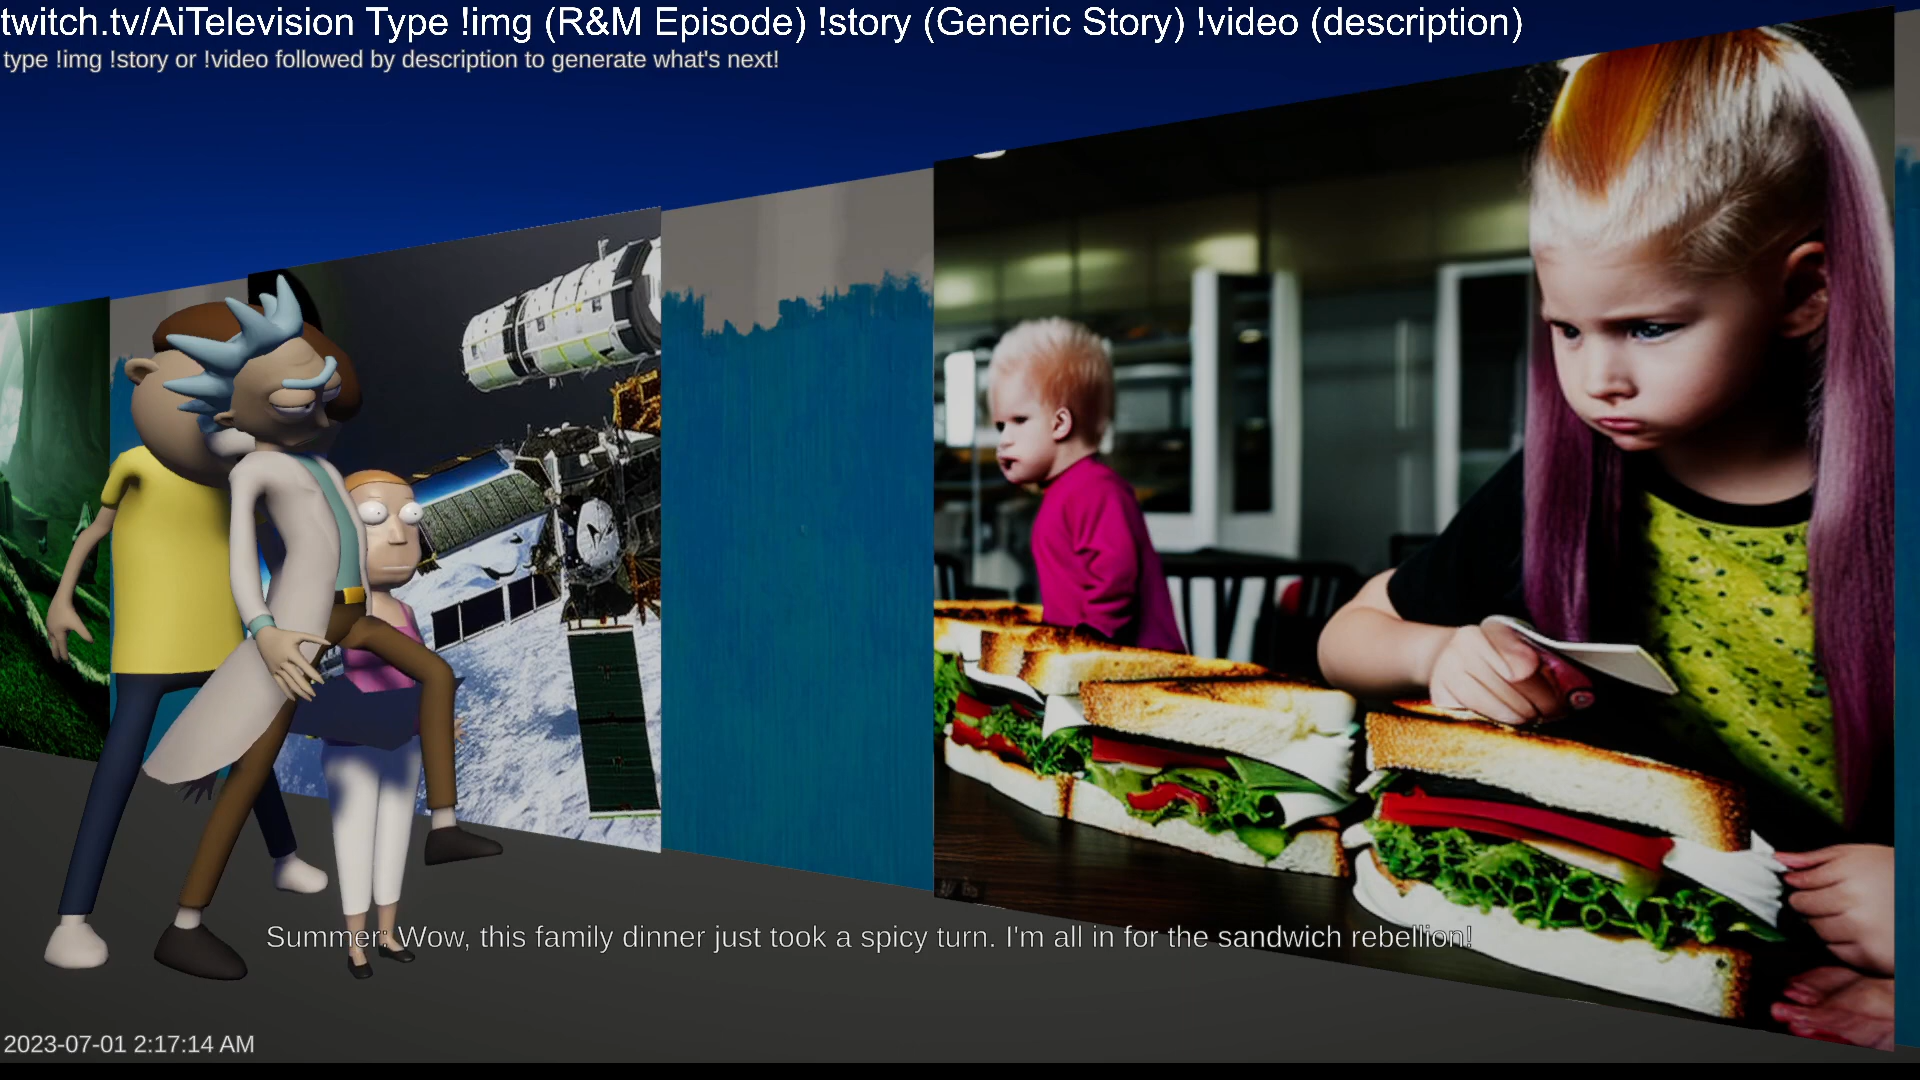 twitch.tv/AiTelevision Type !img (R&M Episode) !story (Generic Story) !video (description)
type !img !story or !video followed by description to generate what's next!
Summer: Wow, this family dinner just took a spicy turn. I'm all in for the sandwich rebellion!
2023-07-01 2:17:14 AM